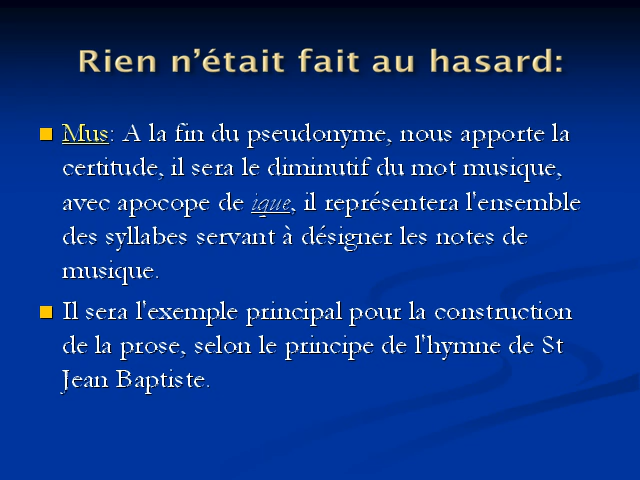 Rien n’était fait au hasard:
Mus: A la fin du pseudonyme, nous apporte la
certitude, il sera le diminutif du mot musique,
avec apocope de ique, il représentera l’ensemble
des syllabes servant à désigner les notes de
musique.
Il sera l’exemple principal pour la construction
de la prose, selon le principe de l’hymne de St
Jean Baptiste.